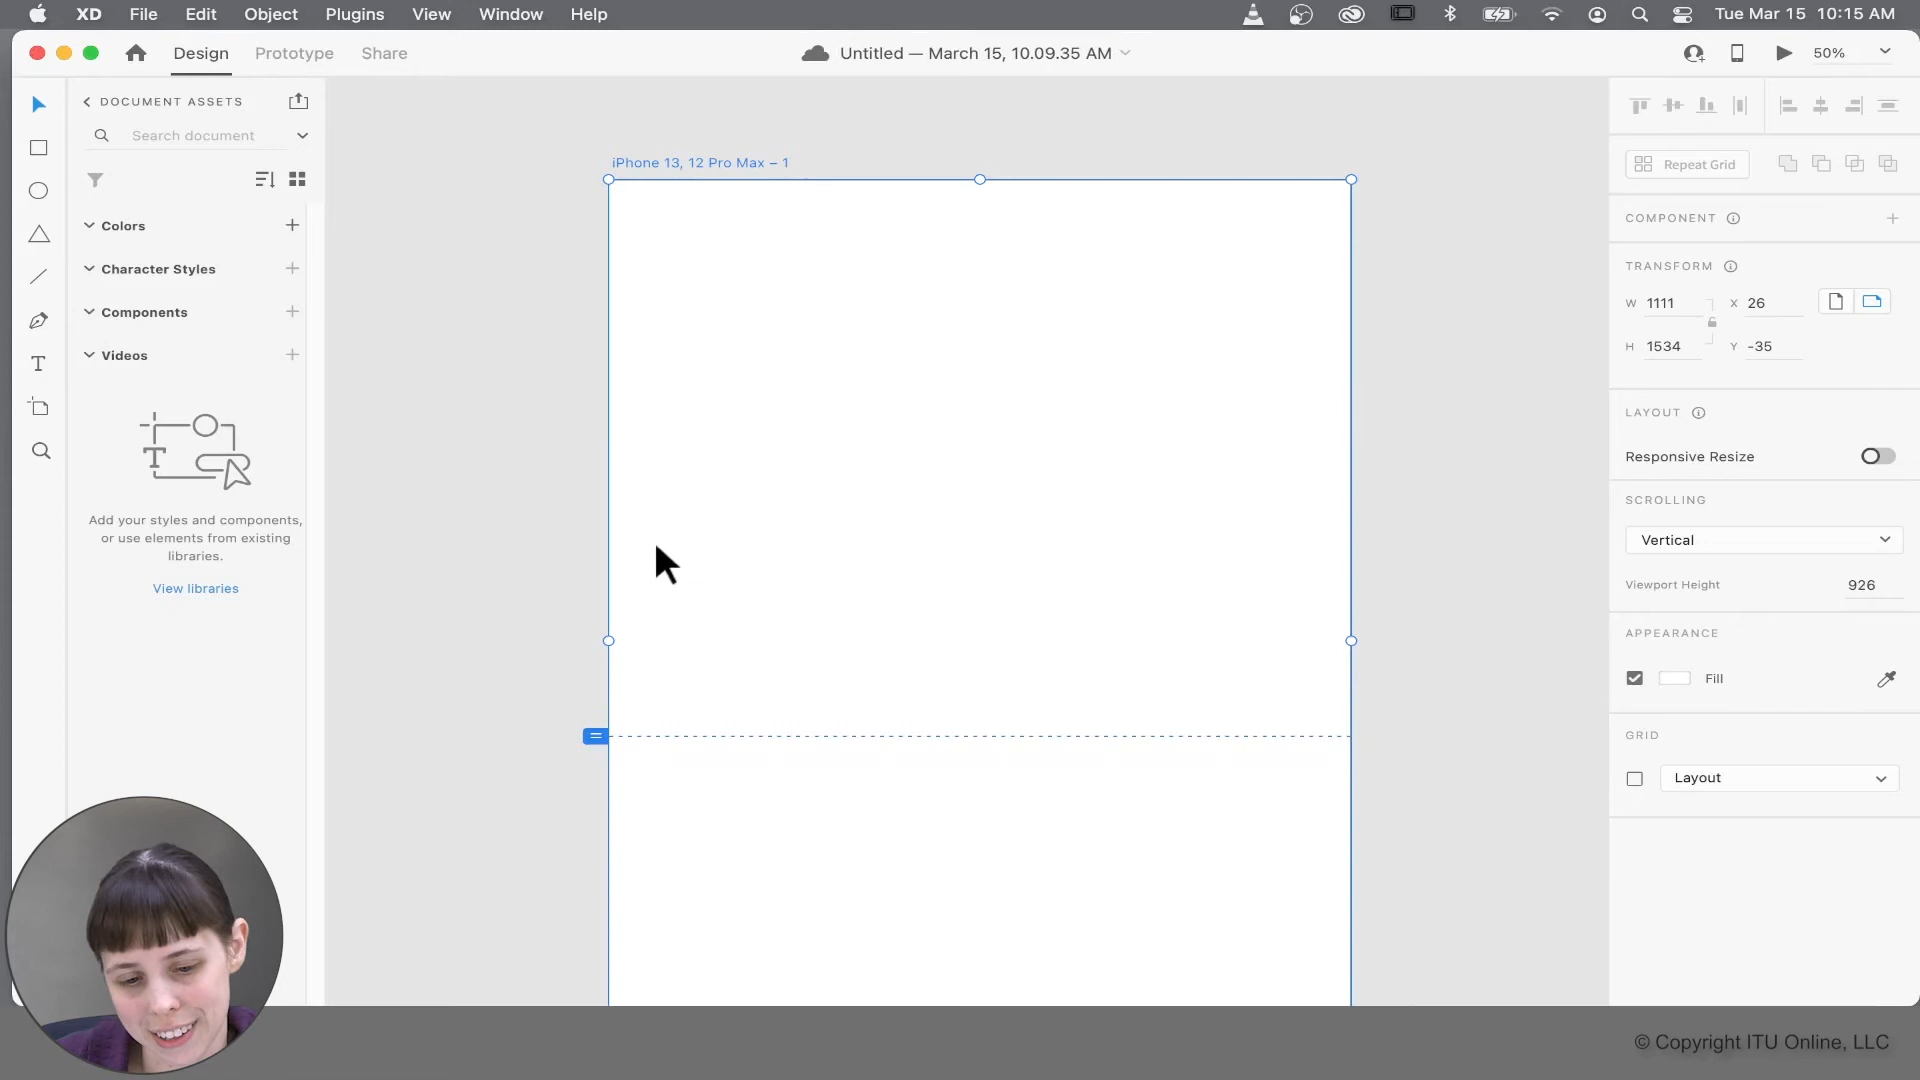 XD File Edit Object Plugins View Window Help Tue Mar 15 10:15 AM
Design Prototype Share Untitled — March 15, 10.09.35 AM 50%
DOCUMENT ASSETS
Search document
Colors
Character Styles
Components
Videos
Add your styles and components,
or use elements from existing
libraries.
View libraries
iPhone 13, 12 Pro Max – 1
Repeat Grid
COMPONENT
TRANSFORM
W 1111 X 26
H 1534 Y -35
LAYOUT
Responsive Resize
SCROLLING
Vertical
Viewport Height 926
APPEARANCE
Fill
GRID
Layout
© Copyright ITU Online, LLC